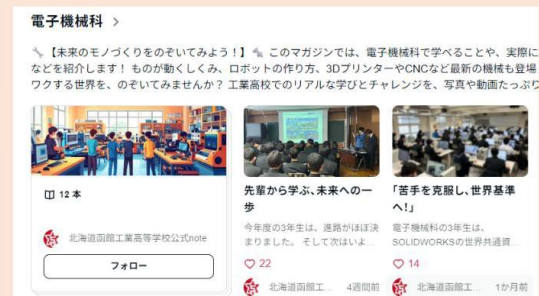 電子機械科 >
【未来のモノづくりをのぞいてみよう!】 このマガジンでは、電子機械科で学べることや、実際に
などを紹介します! ものが動くしくみ、ロボットの作り方、3DプリンターやCNCなど最新の機械も登場
ワクする世界を、のぞいてみませんか? 工業高校でのリアルな学びとチャレンジを、写真や動画たっぷり
12 本
北海道函館工業高等学校公式note
フォロー
先輩から学ぶ、未来への一
歩
今年度の3年生は、進路がほぼ決
まりました。 そして次はいよ...
22
北海道函館工... 4週間前
「苦手を克服し、世界基準
へ!」
電子機械科の3年生は、
SOLIDWORKSの世界共通資...
14
北海道函館工... 1か月前